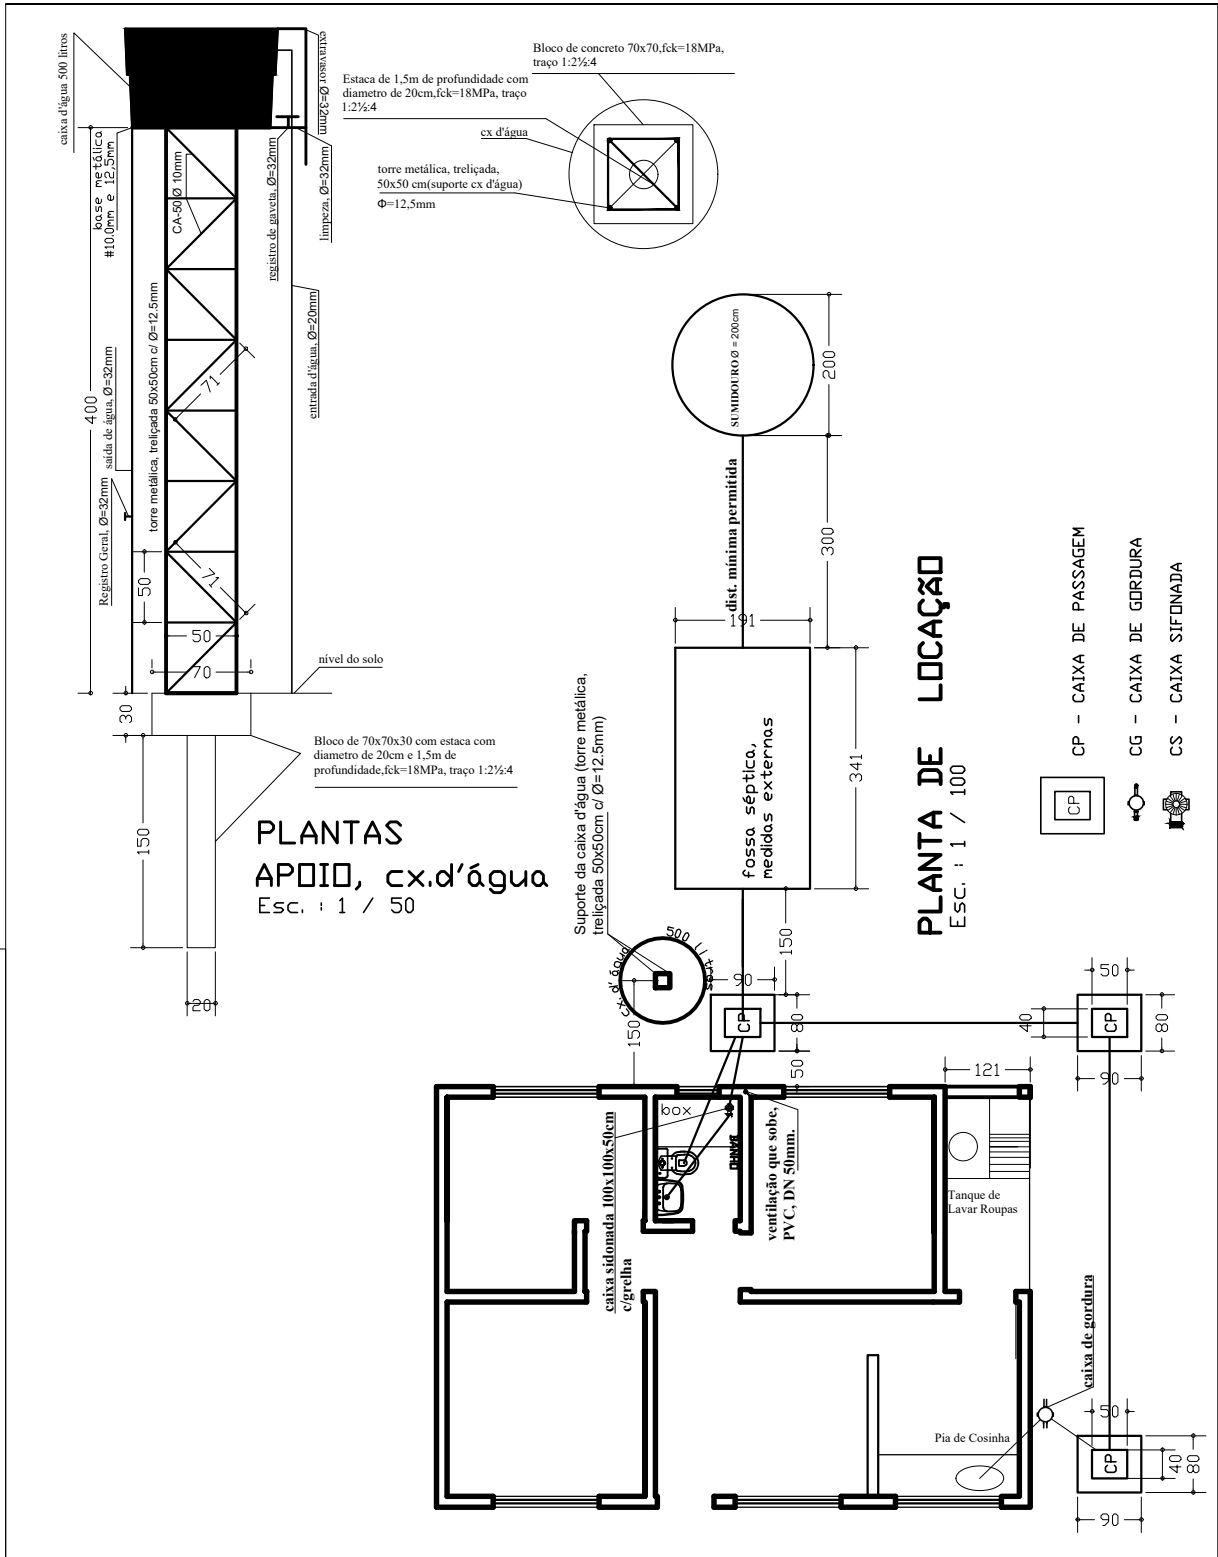 caixa d'água 500 litros
base metálica
#10.0mm e 12,5mm
CA-50 Ø 10mm
extravasor Ø=32mm
registro de gaveta, Ø=32mm
limpeza, Ø=32mm
entrada d'água, Ø=20mm
torre metálica, treliçada 50x50cm c/ Ø=12.5mm
saída de água, Ø=32mm
Registro Geral, Ø=32mm
400
71
71
50
50
70
30
150
20
nível do solo
Bloco de 70x70x30 com estaca com
diametro de 20cm e 1,5m de
profundidade,fck=18MPa, traço 1:2½:4
PLANTAS
APOIO, cx.d'água
Esc. : 1 / 50
Bloco de concreto 70x70,fck=18MPa,
traço 1:2½:4
Estaca de 1,5m de profundidade com
diametro de 20cm,fck=18MPa, traço
1:2½:4
cx d'água
torre metálica, treliçada,
50x50 cm(suporte cx d'água)
Φ=12,5mm
SUMIDOURO Ø = 200cm
200
dist. mínima permitida
300
191
fossa séptica,
medidas externas
341
Suporte da caixa d'água (torre metálica,
treliçada 50x50cm c/ Ø=12.5mm)
cx. d' água
500 litros
150
150
90
CP
80
50
50
40
CP
80
90
121
PLANTA DE LOCAÇÃO
Esc. : 1 / 100
CP
CP - CAIXA DE PASSAGEM
CG - CAIXA DE GORDURA
CS - CAIXA SIFONADA
box
BANHO
caixa sidonada 100x100x50cm
c/grelha
ventilação que sobe,
PVC, DN 50mm.
Tanque de
Lavar Roupas
caixa de gordura
Pia de Cosinha
50
CP
40
80
90